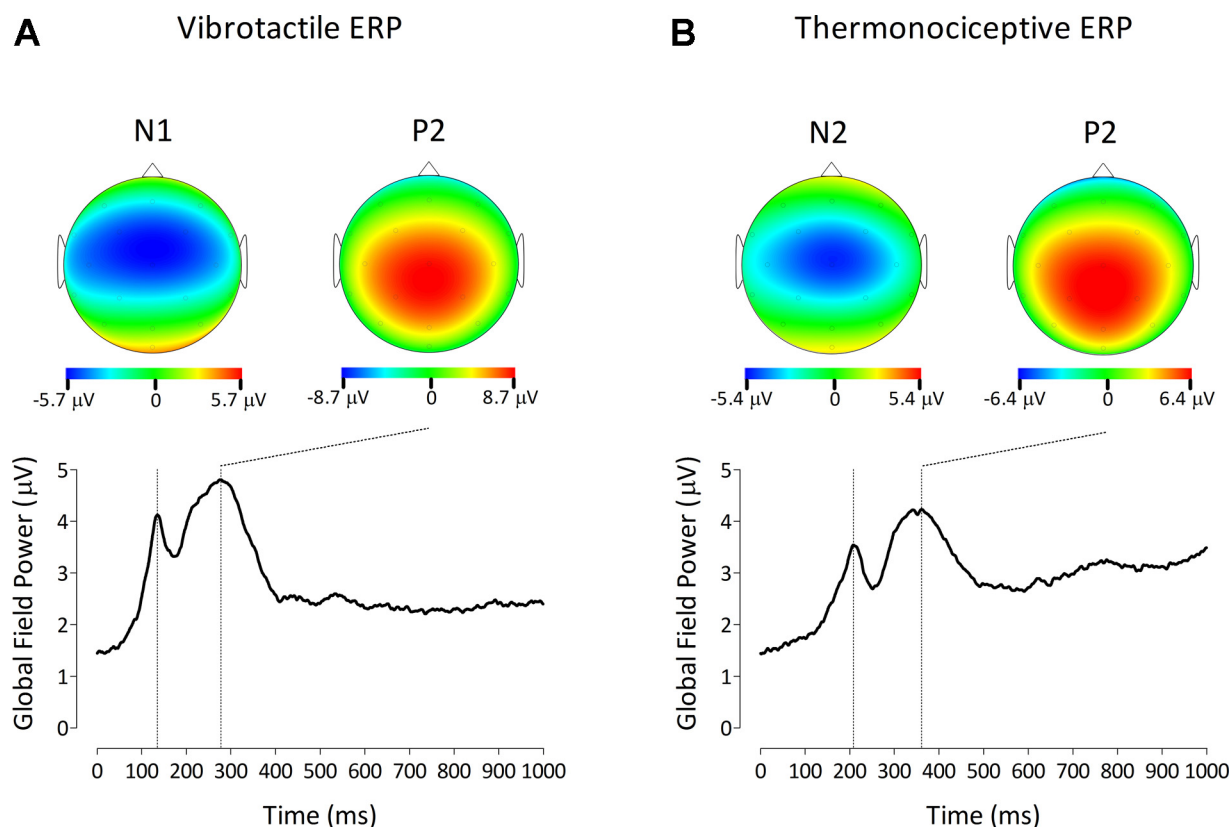 A Vibrotactile ERP
N1 P2
-5.7 μV 0 5.7 μV -8.7 μV 0 8.7 μV
Global Field Power (μV)
5
4
3
2
1
0
0 100 200 300 400 500 600 700 800 900 1000
Time (ms)
B Thermonociceptive ERP
N2 P2
-5.4 μV 0 5.4 μV -6.4 μV 0 6.4 μV
Global Field Power (μV)
5
4
3
2
1
0
0 100 200 300 400 500 600 700 800 900 1000
Time (ms)